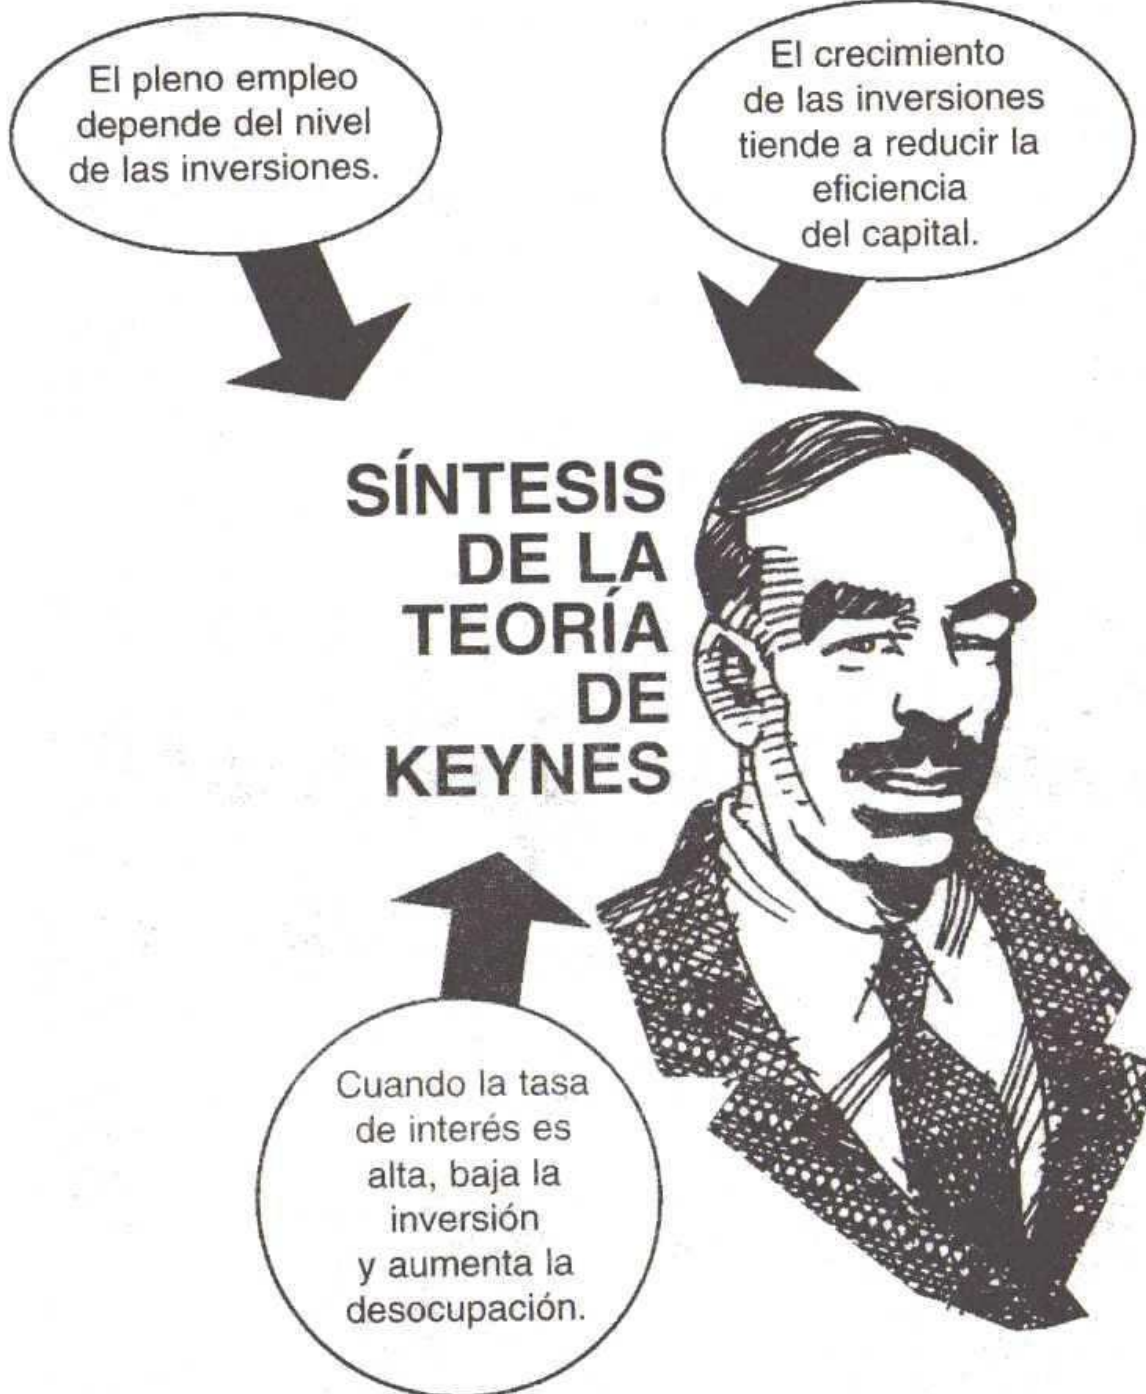 El pleno empleo
depende del nivel
de las inversiones.
El crecimiento
de las inversiones
tiende a reducir la
eficiencia
del capital.
SÍNTESIS
DE LA
TEORÍA
DE
KEYNES
Cuando la tasa
de interés es
alta, baja la
inversión
y aumenta la
desocupación.